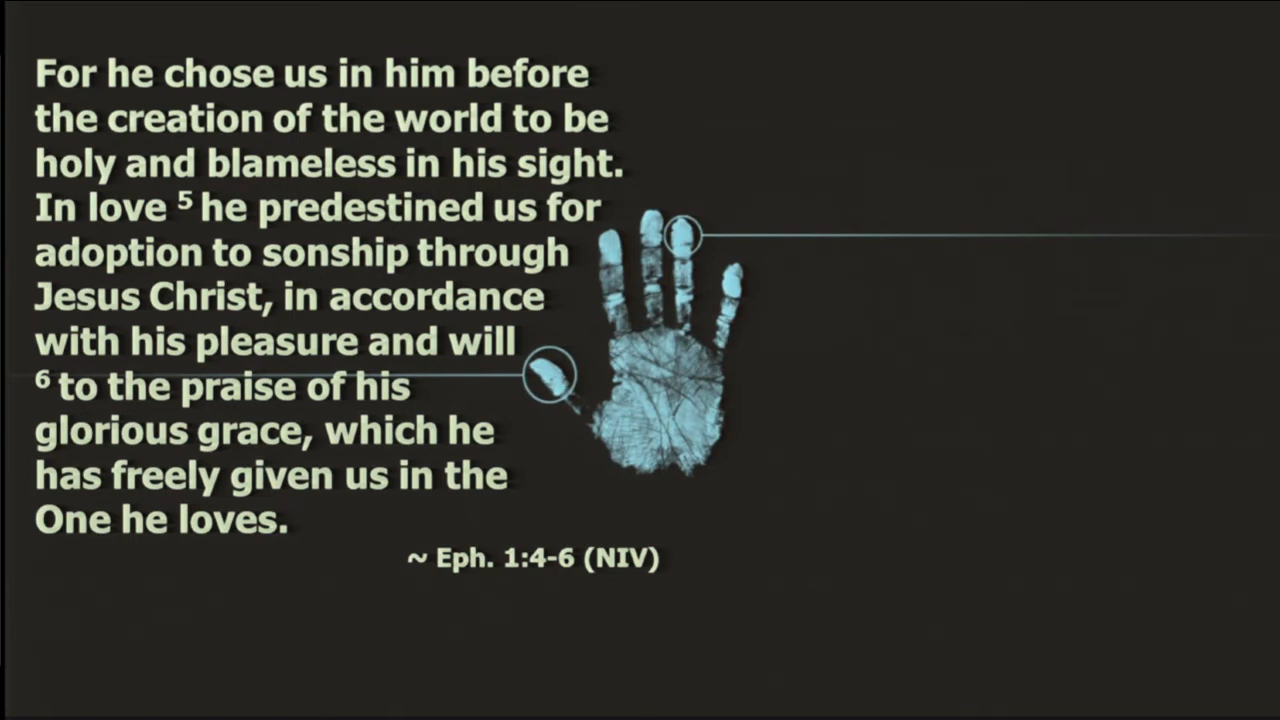 For he chose us in him before
the creation of the world to be
holy and blameless in his sight.
In love 5 he predestined us for
adoption to sonship through
Jesus Christ, in accordance
with his pleasure and will
6 to the praise of his
glorious grace, which he
has freely given us in the
One he loves.
~ Eph. 1:4-6 (NIV)